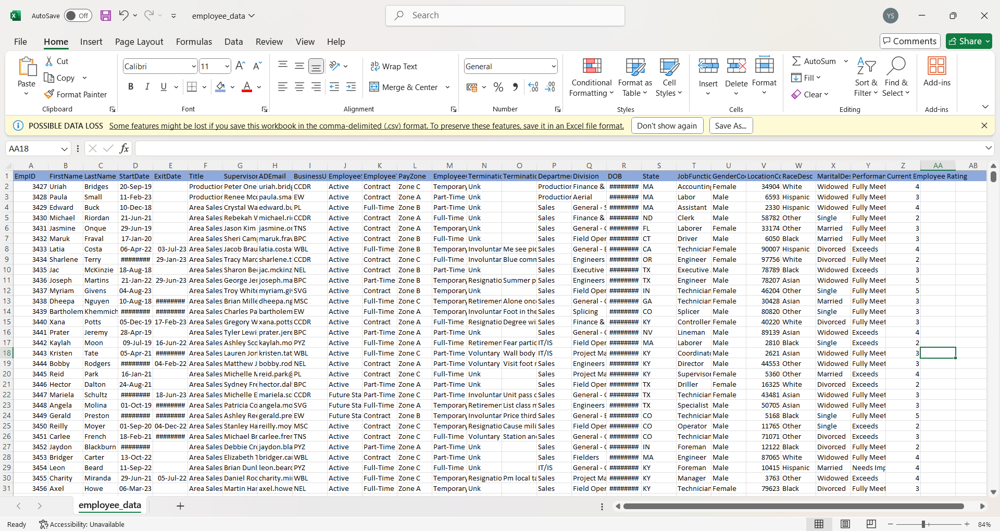 AutoSave Off employee_data Search YS
File Home Insert Page Layout Formulas Data Review View Help Comments Share
Paste Cut Copy Format Painter Clipboard
Calibri 11 B I U A Font
Wrap Text Merge & Center Alignment
General % Number
Conditional Formatting Format as Table Cell Styles Styles
Insert Delete Format Cells
AutoSum Fill Clear Sort & Filter Find & Select Editing
Add-ins Add-ins
POSSIBLE DATA LOSS Some features might be lost if you save this workbook in the comma-delimited (.csv) format. To preserve these features, save it in an Excel file format. Don't show again Save As...
AA18 fx
A B C D E F G H I J K L M N O P Q R S T U V W X Y Z AA AB
1 EmpID FirstName LastName StartDate ExitDate Title Supervisor ADEmail BusinessU EmployeeS EmployeeT PayZone Employee Terminatio Terminatio Departmen Division DOB State JobFunctio GenderCo LocationCo RaceDesc MaritalDes Performan Current Employee Rating
2 3427 Uriah Bridges 20-Sep-19 Production Peter One uriah.bridg CCDR Active Contract Zone C Temporary Unk Production Finance & ######## MA Accounting Female 34904 White Widowed Fully Meet 4
3 3428 Paula Small 11-Feb-23 Production Renee Mcc paula.sma EW Active Contract Zone A Part-Time Unk Production Aerial ######## MA Labor Male 6593 Hispanic Widowed Fully Meet 3
4 3429 Edward Buck 10-Dec-18 Area Sales Crystal Wa edward.bu PL Active Full-Time Zone B Part-Time Unk Sales General - S ######## MA Assistant Male 2330 Hispanic Widowed Fully Meet 4
5 3430 Michael Riordan 21-Jun-21 Area Sales Rebekah W michael.ri CCDR Active Contract Zone A Full-Time Unk Sales Finance & ######## ND Clerk Male 58782 Other Single Fully Meet 2
6 3431 Jasmine Onque 29-Jun-19 Area Sales Jason Kim jasmine.or TNS Active Contract Zone A Temporary Unk Sales General - C ######## FL Laborer Female 33174 Other Married Fully Meet 3
7 3432 Maruk Fraval 17-Jan-20 Area Sales Sheri Camp maruk.frav BPC Active Contract Zone B Full-Time Unk Sales Field Oper ######## CT Driver Male 6050 Black Married Fully Meet 3
8 3433 Latia Costa 06-Apr-22 03-Jul-23 Area Sales Jacob Brau latia.costa WBL Active Full-Time Zone B Temporary Involuntar Me see pic Sales General - E ######## CA Technician Female 90007 Hispanic Divorced Exceeds 4
9 3434 Sharlene Terry ######## 29-Jan-23 Area Sales Tracy Marc sharlene.t CCDR Active Contract Zone C Full-Time Involuntar Blue comn Sales Engineers ######## OR Engineer Female 97756 White Divorced Fully Meet 2
10 3435 Jac McKinzie 18-Aug-18 Area Sales Sharon Bec jac.mckinz NEL Active Contract Zone B Part-Time Unk Sales Executive ######## TX Executive Male 78789 Black Widowed Exceeds 3
11 3436 Joseph Martins 21-Jan-22 29-Jun-23 Area Sales George Jer joseph.ma BPC Active Part-Time Zone B Temporary Resignatio Summer p Sales Engineers ######## TX Engineer Male 78207 Asian Widowed Fully Meet 5
12 3437 Myriam Givens 04-Aug-23 Area Sales Troy White myriam.gi SVG Active Contract Zone B Temporary Unk Sales Field Oper ######## IN Technician Female 46204 Other Single Fully Meet 5
13 3438 Dheepa Nguyen 10-Aug-18 ######## Area Sales Brian Mille dheepa.ng MSC Active Full-Time Zone C Temporary Retiremen Alone once Sales General - C ######## GA Technician Female 30428 Asian Married Fully Meet 3
14 3439 Bartholem Khemmich ######## ######## Area Sales Charles Pa bartholem EW Active Full-Time Zone A Temporary Involuntar Foot in the Sales Splicing ######## CO Splicer Male 80820 Other Single Fully Meet 3
15 3440 Xana Potts 05-Dec-19 17-Feb-23 Area Sales Gregory W xana.potts CCDR Active Contract Zone A Full-Time Resignatio Degree wi Sales Finance & ######## KY Controller Female 40220 White Divorced Fully Meet 3
16 3441 Prater Jeremy 28-Apr-19 Area Sales Tyler Lewi prater.jere BPC Active Part-Time Zone A Part-Time Unk Sales General - C ######## NV Lineman Male 89139 Asian Widowed Exceeds 4
17 3442 Kaylah Moon 09-Jul-19 16-Jun-22 Area Sales Ashley Scc kaylah.mo PYZ Active Full-Time Zone A Full-Time Retiremen Fear partic IT/IS Field Oper ######## MA Laborer Male 2810 Black Single Exceeds 2
18 3443 Kristen Tate 05-Apr-21 ######## Area Sales Lauren Jon kristen.tat WBL Active Full-Time Zone C Part-Time Voluntary Wall body IT/IS Project Ma ######## KY Coordinato Male 2621 Asian Widowed Fully Meet 3
19 3444 Bobby Rodgers ######## 04-Feb-22 Area Sales Matthew J bobby.rod NEL Active Contract Zone A Full-Time Voluntary Visit foot r Sales Engineers ######## KY Director Male 44553 Other Widowed Fully Meet 3
20 3445 Reid Park 16-Jan-21 Area Sales Michelle M reid.park@ PL Active Contract Zone C Full-Time Unk Sales Project Ma ######## KY Supervisor Female 5360 Other Married Exceeds 4
21 3446 Hector Dalton 24-Aug-21 Area Sales Sydney Fre hector.dal BPC Active Part-Time Zone A Part-Time Unk Sales Field Oper ######## TX Driller Female 16325 White Divorced Exceeds 2
22 3447 Mariela Schultz ######## 18-Jun-23 Area Sales Michelle E mariela.sc CCDR Future Sta Part-Time Zone C Part-Time Involuntar Unit pass c Sales General - C ######## TX Technician Female 43481 Asian Widowed Fully Meet 3
23 3448 Angela Molina 01-Oct-19 ######## Area Sales Patricia Co angela.mo SVG Future Sta Full-Time Zone A Temporary Retiremen List class m Sales Engineers ######## TX Specialist Male 50705 Asian Widowed Fully Meet 3
24 3449 Gerald Preston ######## ######## Area Sales Ashley Ree gerald.pre EW Future Sta Contract Zone B Temporary Involuntar Price third Sales General - E ######## CO Technician Male 5168 Black Single Fully Meet 5
25 3450 Reilly Moyer 01-Sep-20 04-Dec-22 Area Sales Stanley Ha reilly.moy MSC Active Contract Zone A Temporary Resignatio Cause mili Sales Field Oper ######## CO Operator Male 11765 Other Single Exceeds 2
26 3451 Carlee French 18-Feb-21 ######## Area Sales Michael Br carlee.frer TNS Active Contract Zone C Full-Time Voluntary Station an Sales General - C ######## CO Technician Male 71071 Other Divorced Exceeds 3
27 3452 Jaydon Blackburn ######## Area Sales Debbie Cro jaydon.bla PYZ Active Part-Time Zone A Part-Time Unk Sales General - C ######## IN Foreman Male 12122 Black Divorced Fully Meet 2
28 3453 Bridger Carter 13-Oct-22 Area Sales Elizabeth T bridger.car WBL Active Contract Zone C Part-Time Unk Sales Fielders ######## MA Engineer Male 87065 White Widowed Fully Meet 4
29 3454 Leon Beard 11-Sep-22 Area Sales Brian Dunl leon.beard PYZ Active Full-Time Zone C Full-Time Unk IT/IS General - C ######## KY Foreman Male 10415 Hispanic Married Needs Imp 4
30 3455 Charity Miranda 29-Jun-21 05-Jul-22 Area Sales Daniel Roc charity.mir WBL Active Full-Time Zone C Temporary Resignatio Pm local ta Sales Project Ma ######## KY Manager Male 3763 Other Widowed Exceeds 4
31 3456 Axel Howe 06-Mar-23 Area Sales Martin Har axel.howe NEL Active Full-Time Zone A Temporary Unk Sales Field Oper ######## KY Technician Female 79623 Black Divorced Fully Meet 3
employee_data
Ready Accessibility: Unavailable 84%